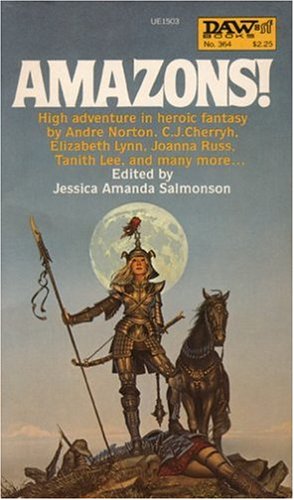 UE1503
DAW sf
BOOKS
No. 364
$2.25
AMAZONS!
High adventure in heroic fantasy
by Andre Norton, C.J.Cherryh,
Elizabeth Lynn, Joanna Russ,
Tanith Lee, and many more...
Edited by
Jessica Amanda Salmonson